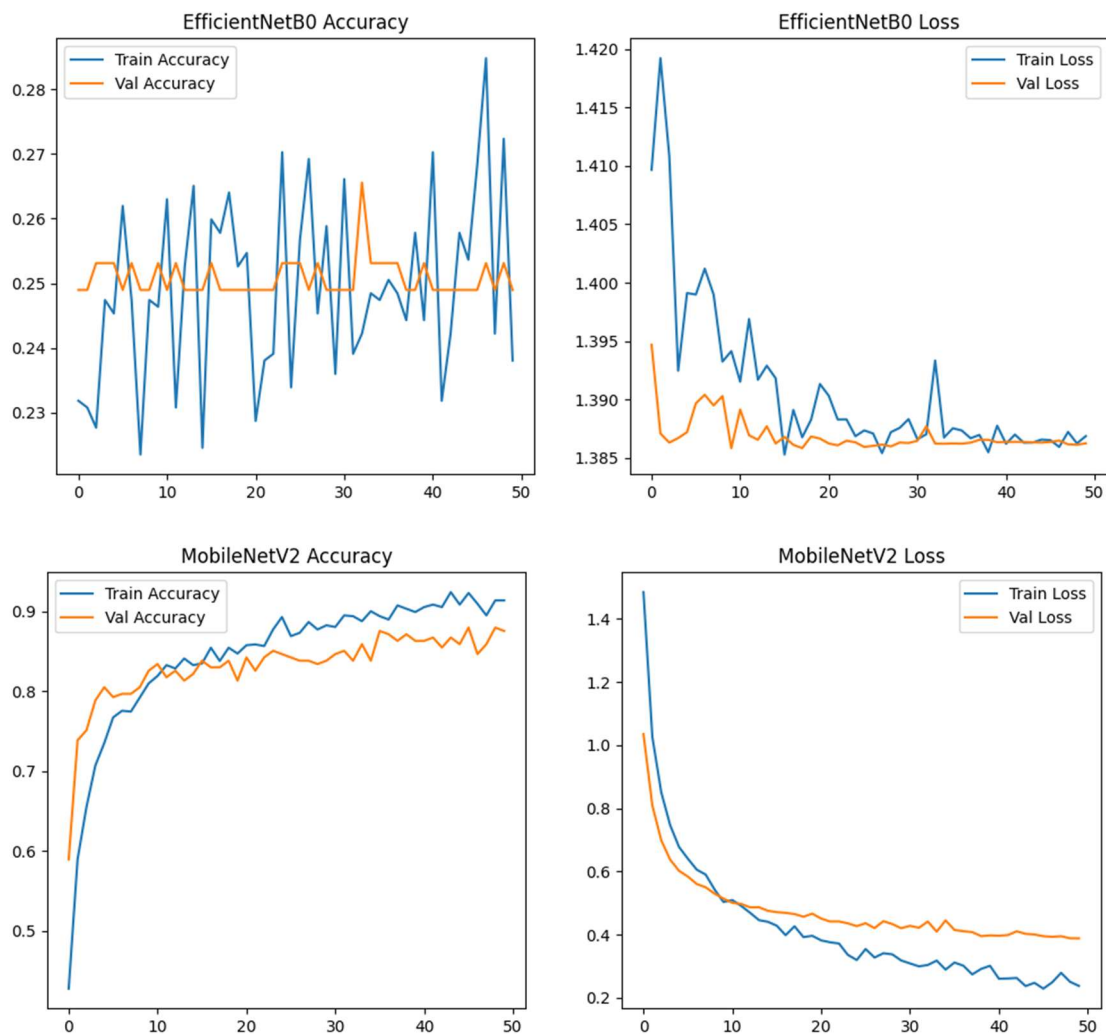 EfficientNetB0 Accuracy
Train Accuracy
Val Accuracy
0.28
0.27
0.26
0.25
0.24
0.23
0 10 20 30 40 50
EfficientNetB0 Loss
Train Loss
Val Loss
1.420
1.415
1.410
1.405
1.400
1.395
1.390
1.385
0 10 20 30 40 50
MobileNetV2 Accuracy
Train Accuracy
Val Accuracy
0.9
0.8
0.7
0.6
0.5
0 10 20 30 40 50
MobileNetV2 Loss
Train Loss
Val Loss
1.4
1.2
1.0
0.8
0.6
0.4
0.2
0 10 20 30 40 50